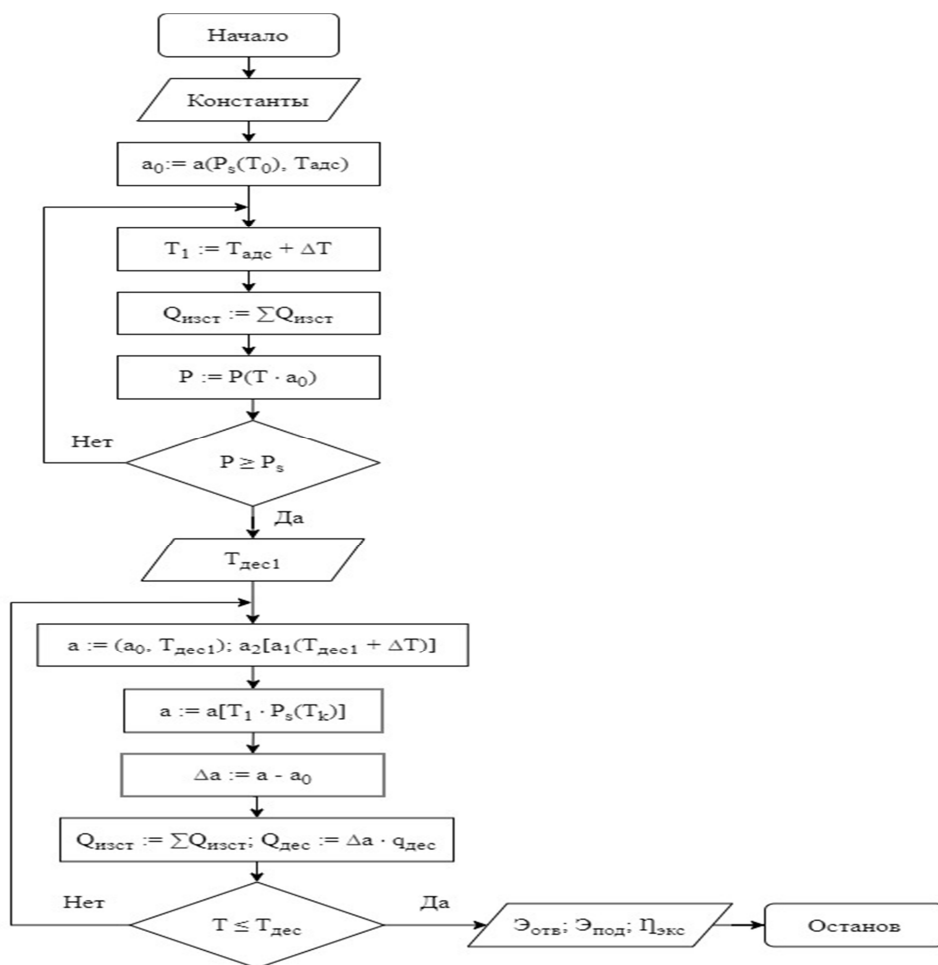 Начало
Константы
a₀:= a(Pₛ(T₀), Tадс)
T₁ := Tадс + ΔT
Qизст := ∑Qизст
P := P(T · a₀)
Нет
P ≥ Pₛ
Да
Tдес1
a := (a₀, Tдес1); a₂[a₁(Tдес1 + ΔT)]
a := a[T₁ · Pₛ(Tₖ)]
Δa := a - a₀
Qизст := ∑Qизст; Qдес := Δa · qдес
Нет
T ≤ Tдес
Да
Эотв; Эпод; Ƞэкс
Останов